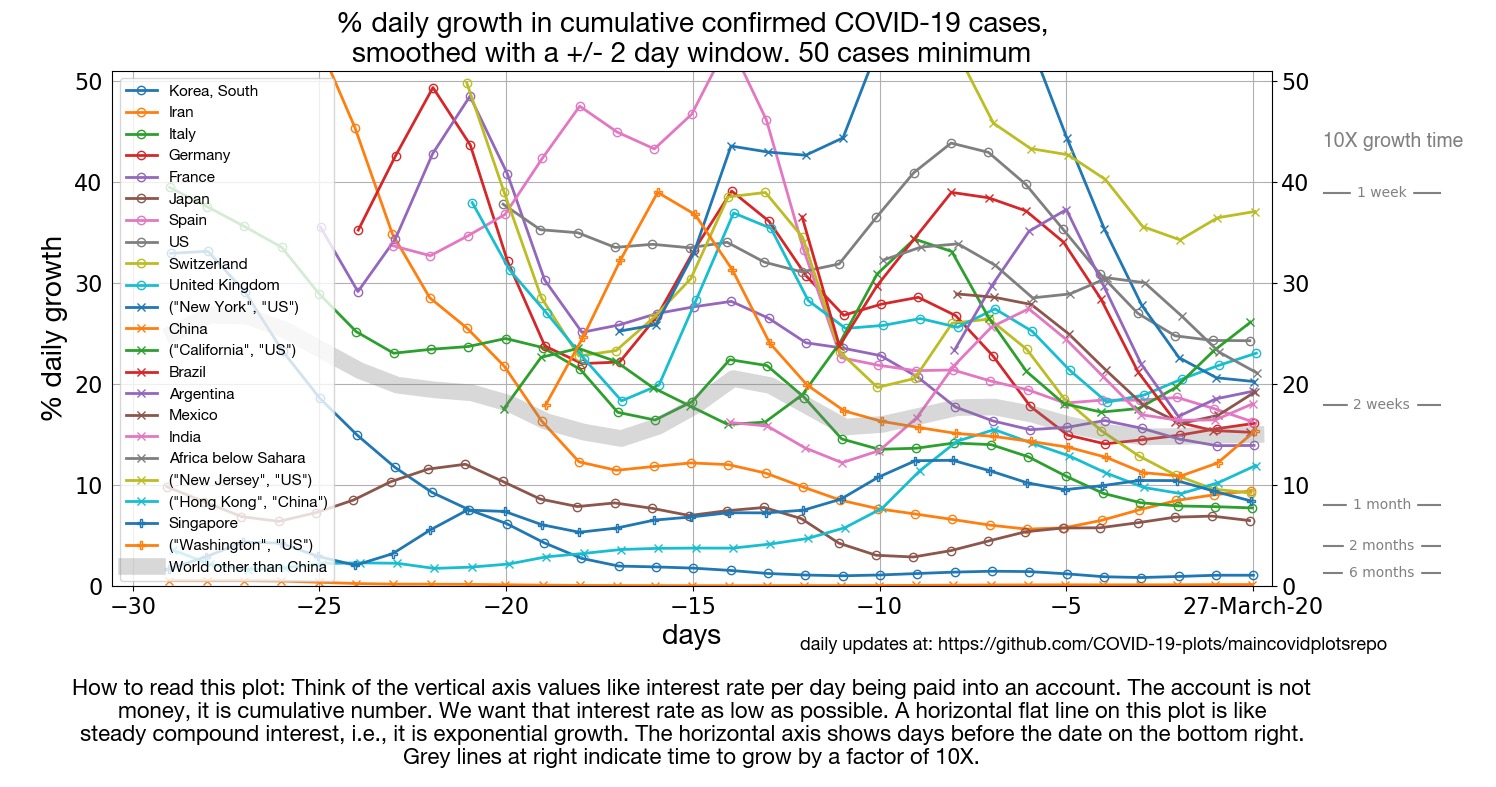 % daily growth in cumulative confirmed COVID-19 cases,
smoothed with a +/- 2 day window. 50 cases minimum
50
40
30
20
10
0
% daily growth
Korea, South
Iran
Italy
Germany
France
Japan
Spain
US
Switzerland
United Kingdom
("New York", "US")
China
("California", "US")
Brazil
Argentina
Mexico
India
Africa below Sahara
("New Jersey", "US")
("Hong Kong", "China")
Singapore
("Washington", "US")
World other than China
50
40
30
20
10
0
10X growth time
1 week
2 weeks
1 month
2 months
6 months
−30
−25
−20
−15
−10
−5
27-March-20
days
daily updates at: https://github.com/COVID-19-plots/maincovidplotsrepo
How to read this plot: Think of the vertical axis values like interest rate per day being paid into an account. The account is not
money, it is cumulative number. We want that interest rate as low as possible. A horizontal flat line on this plot is like
steady compound interest, i.e., it is exponential growth. The horizontal axis shows days before the date on the bottom right.
Grey lines at right indicate time to grow by a factor of 10X.